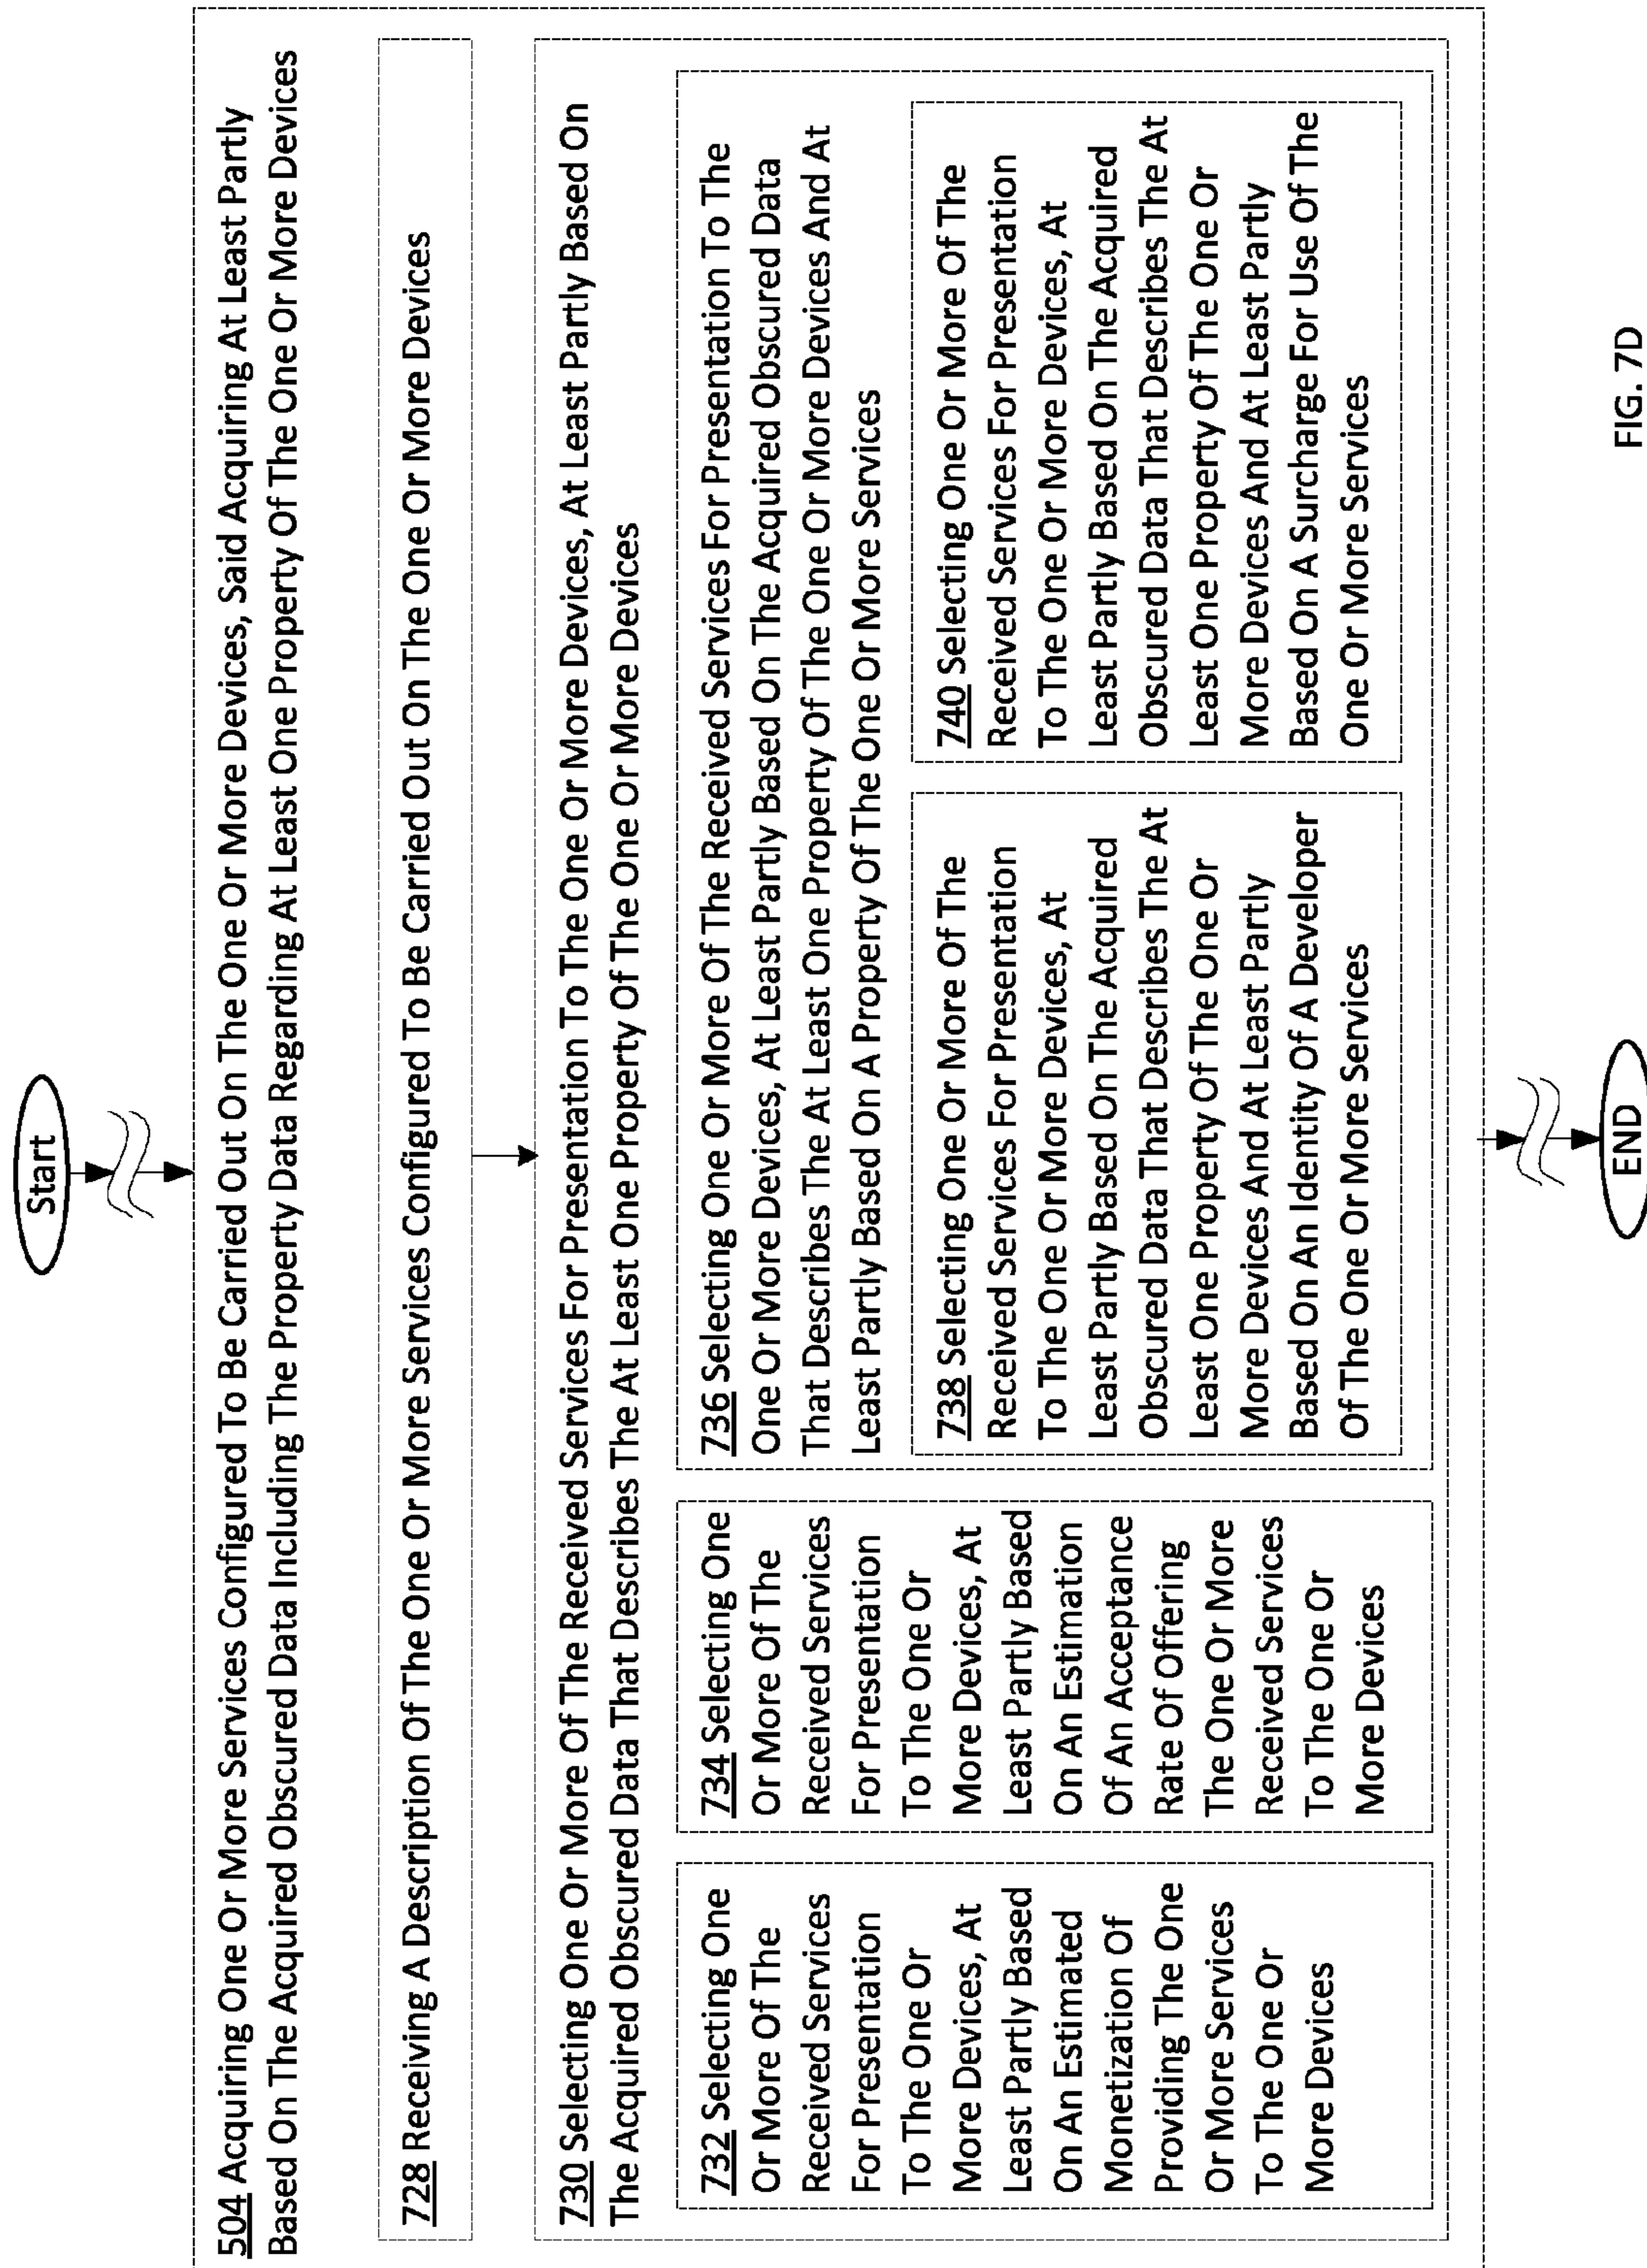 Start
504 Acquiring One Or More Services Configured To Be Carried Out On The One Or More Devices, Said Acquiring At Least Partly
Based On The Acquired Obscured Data Including The Property Data Regarding At Least One Property Of The One Or More Devices
728 Receiving A Description Of The One Or More Services Configured To Be Carried Out On The One Or More Devices
730 Selecting One Or More Of The Received Services For Presentation To The One Or More Devices, At Least Partly Based On
The Acquired Obscured Data That Describes The At Least One Property Of The One Or More Devices
732 Selecting One
Or More Of The
Received Services
For Presentation
To The One Or
More Devices, At
Least Partly Based
On An Estimated
Monetization Of
Providing The One
Or More Services
To The One Or
More Devices
734 Selecting One
Or More Of The
Received Services
For Presentation
To The One Or
More Devices, At
Least Partly Based
On An Estimation
Of An Acceptance
Rate Of Offering
The One Or More
Received Services
To The One Or
More Devices
736 Selecting One Or More Of The Received Services For Presentation To The
One Or More Devices, At Least Partly Based On The Acquired Obscured Data
That Describes The At Least One Property Of The One Or More Devices And At
Least Partly Based On A Property Of The One Or More Services
738 Selecting One Or More Of The
Received Services For Presentation
To The One Or More Devices, At
Least Partly Based On The Acquired
Obscured Data That Describes The At
Least One Property Of The One Or
More Devices And At Least Partly
Based On An Identity Of A Developer
Of The One Or More Services
740 Selecting One Or More Of The
Received Services For Presentation
To The One Or More Devices, At
Least Partly Based On The Acquired
Obscured Data That Describes The At
Least One Property Of The One Or
More Devices And At Least Partly
Based On A Surcharge For Use Of The
One Or More Services
END
FIG. 7D